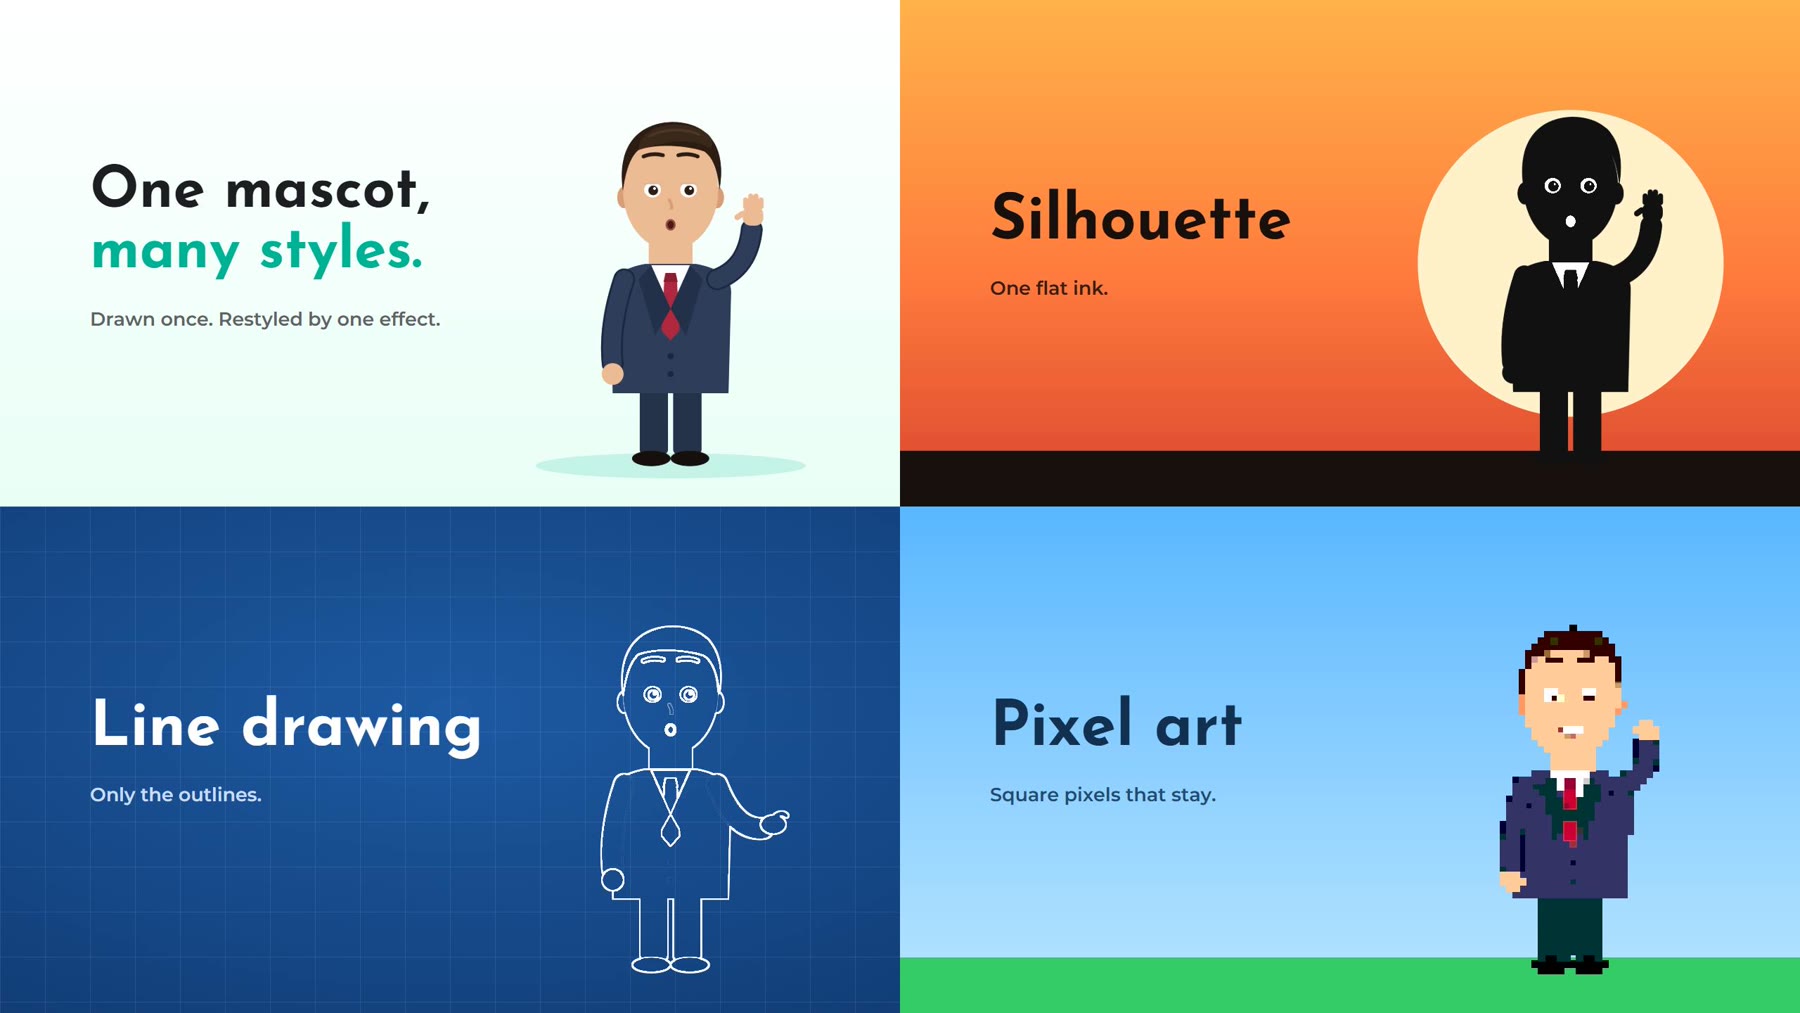 One mascot,
many styles.
Drawn once. Restyled by one effect.
Silhouette
One flat ink.
Line drawing
Only the outlines.
Pixel art
Square pixels that stay.